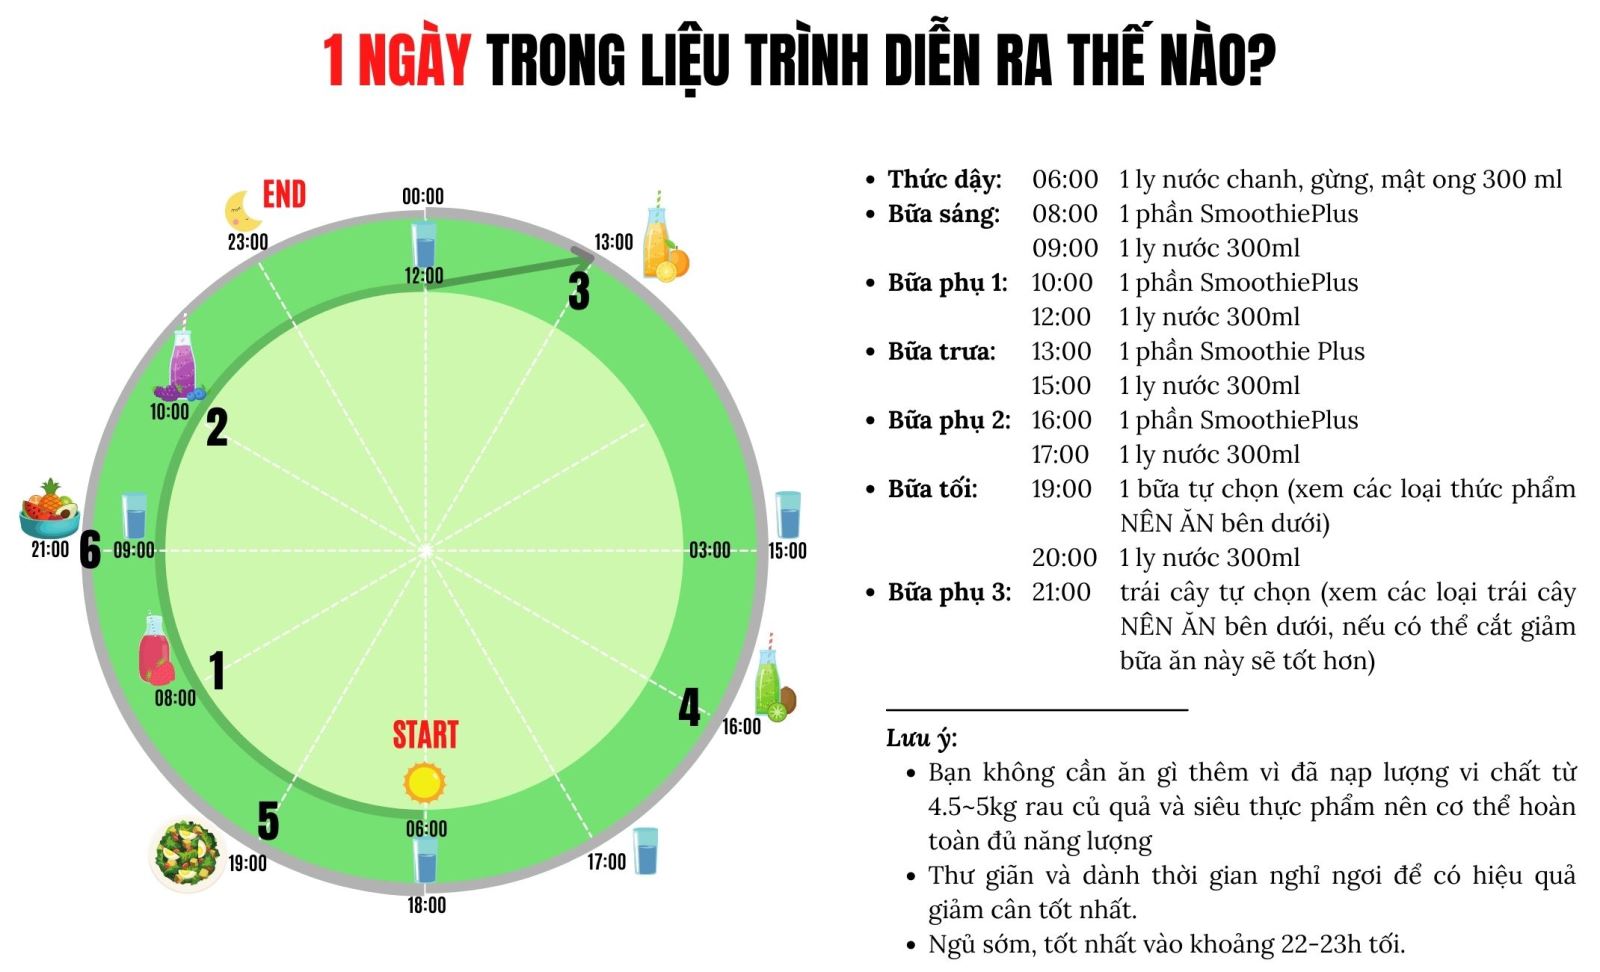 1 NGÀY TRONG LIỆU TRÌNH DIỄN RA THẾ NÀO?
END
00:00
23:00
13:00
12:00
3
10:00
2
21:00
6
09:00
03:00
15:00
1
08:00
4
16:00
START
5
06:00
19:00
17:00
18:00
• Thức dậy: 06:00 1 ly nước chanh, gừng, mật ong 300 ml
• Bữa sáng: 08:00 1 phần SmoothiePlus
09:00 1 ly nước 300ml
• Bữa phụ 1: 10:00 1 phần SmoothiePlus
12:00 1 ly nước 300ml
• Bữa trưa: 13:00 1 phần Smoothie Plus
15:00 1 ly nước 300ml
• Bữa phụ 2: 16:00 1 phần SmoothiePlus
17:00 1 ly nước 300ml
• Bữa tối: 19:00 1 bữa tự chọn (xem các loại thức phẩm
NÊN ĂN bên dưới)
20:00 1 ly nước 300ml
• Bữa phụ 3: 21:00 trái cây tự chọn (xem các loại trái cây
NÊN ĂN bên dưới, nếu có thể cắt giảm
bữa ăn này sẽ tốt hơn)
Lưu ý:
• Bạn không cần ăn gì thêm vì đã nạp lượng vi chất từ
4.5~5kg rau củ quả và siêu thực phẩm nên cơ thể hoàn
toàn đủ năng lượng
• Thư giãn và dành thời gian nghỉ ngơi để có hiệu quả
giảm cân tốt nhất.
• Ngủ sớm, tốt nhất vào khoảng 22-23h tối.